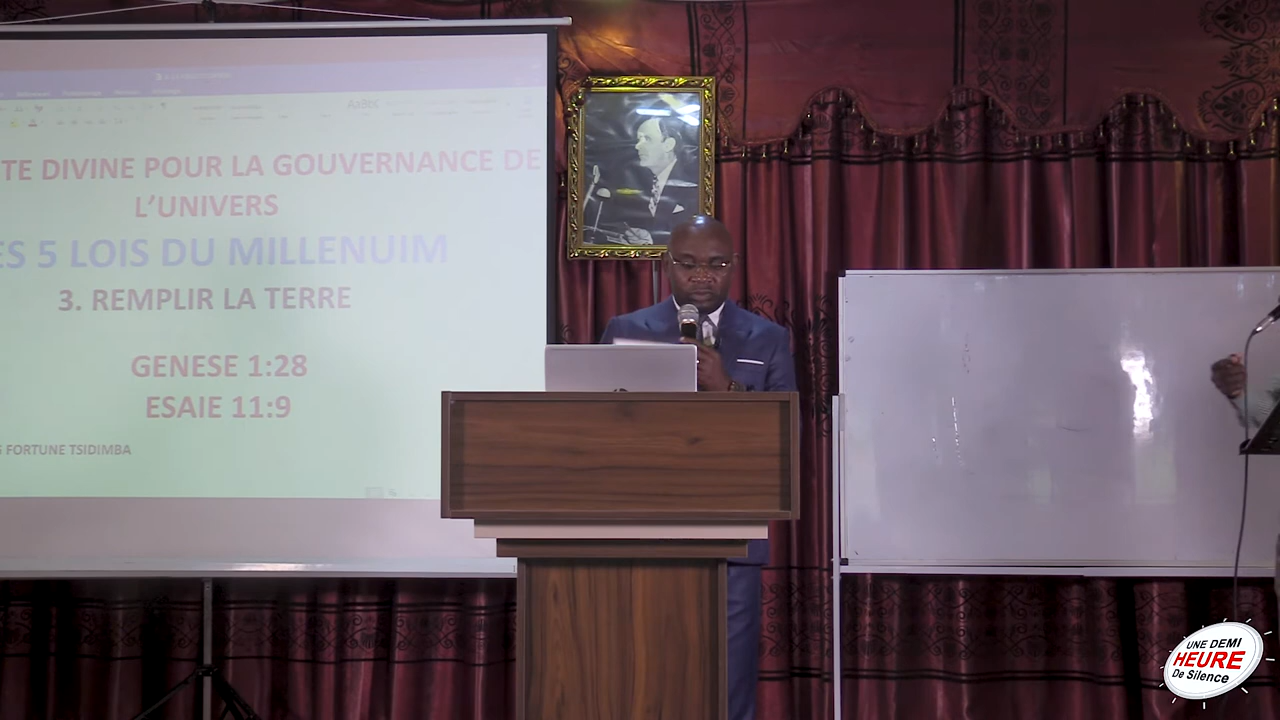 TE DIVINE POUR LA GOUVERNANCE DE
L'UNIVERS
ES 5 LOIS DU MILLENUIM
3. REMPLIR LA TERRE
GENESE 1:28
ESAIE 11:9
FORTUNE TSIDIMBA
UNE DEMI
HEURE
De Silence